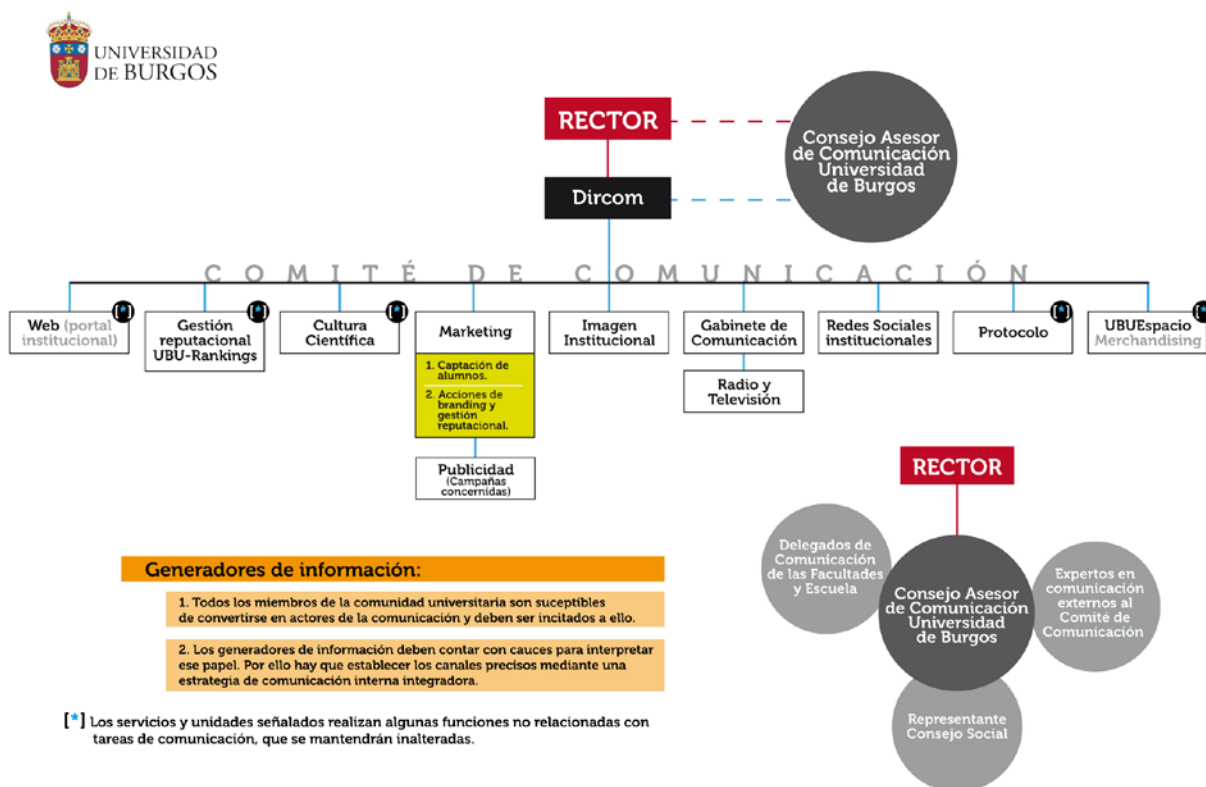 UNIVERSIDAD
DE BURGOS
RECTOR
Consejo Asesor
de Comunicación
Universidad
de Burgos
Dircom
COMITÉ DE COMUNICACIÓN
Web (portal
institucional)
[*]
Gestión
reputacional
UBU-Rankings
[*]
Cultura
Científica
[*]
Marketing
1. Captación de
alumnos.
2. Acciones de
branding y
gestión
reputacional.
Publicidad
(Campañas
concernidas)
Imagen
Institucional
Gabinete de
Comunicación
Radio y
Televisión
Redes Sociales
institucionales
Protocolo
[*]
UBUEspacio
Merchandising
[*]
RECTOR
Delegados de
Comunicación
de las Facultades
y Escuela
Consejo Asesor
de Comunicación
Universidad
de Burgos
Expertos en
comunicación
externos al
Comité de
Comunicación
Representante
Consejo Social
Generadores de información:
1. Todos los miembros de la comunidad universitaria son suceptibles
de convertirse en actores de la comunicación y deben ser incitados a ello.
2. Los generadores de información deben contar con cauces para interpretar
ese papel. Por ello hay que establecer los canales precisos mediante una
estrategia de comunicación interna integradora.
[*] Los servicios y unidades señalados realizan algunas funciones no relacionadas con
tareas de comunicación, que se mantendrán inalteradas.